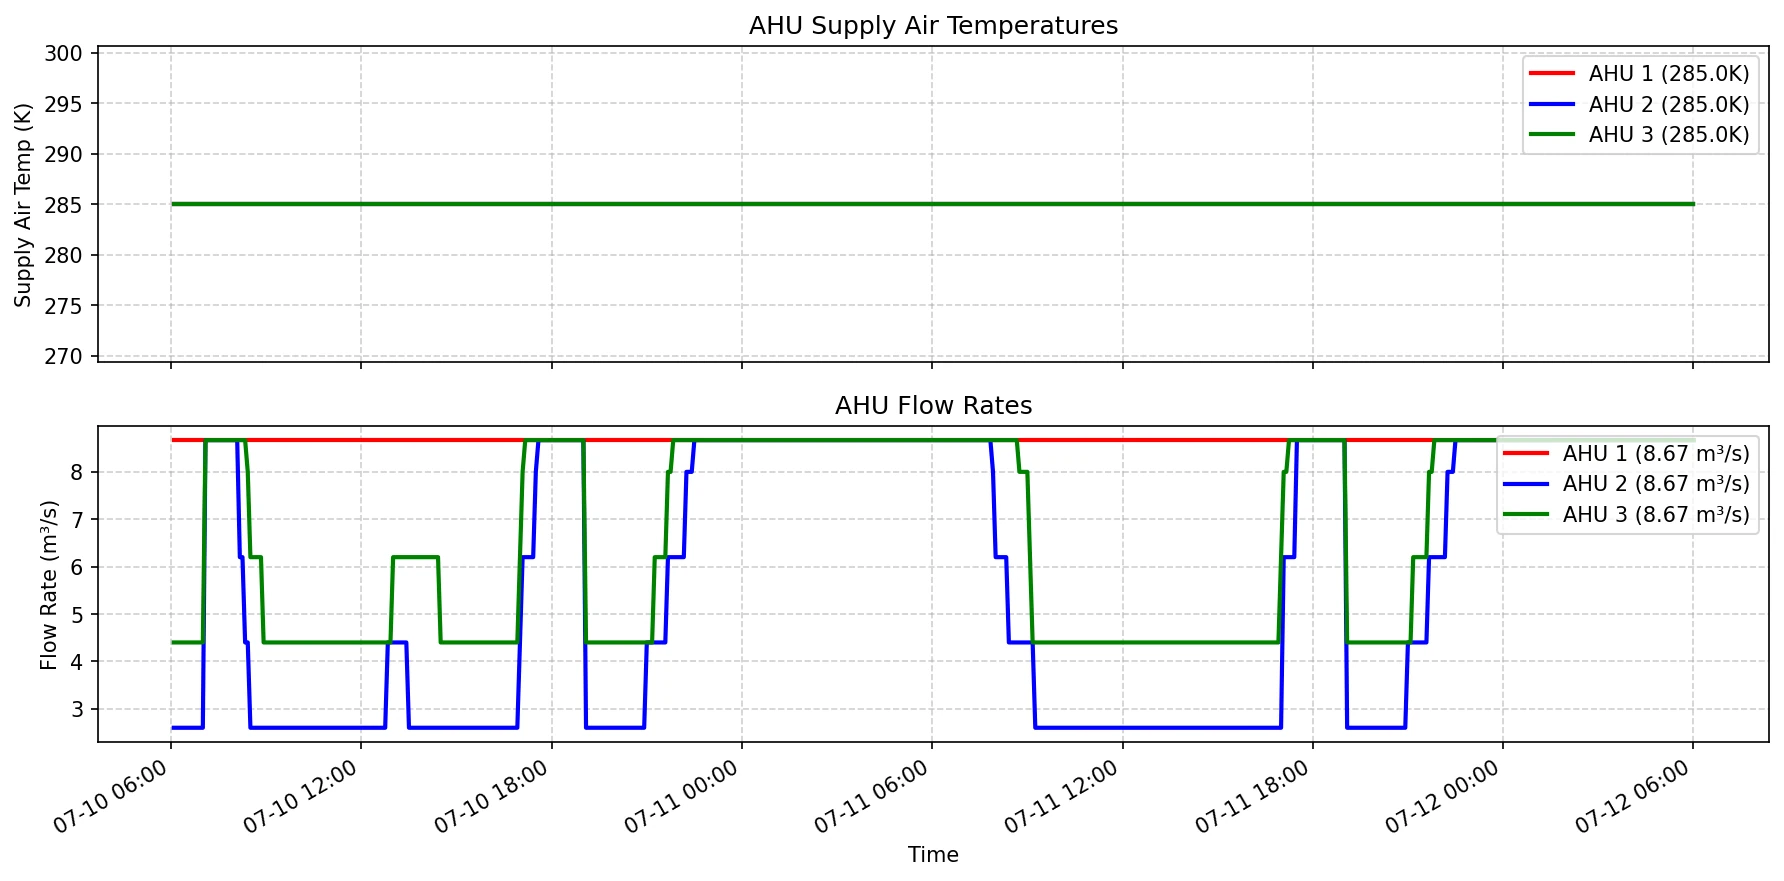 AHU Supply Air Temperatures
Supply Air Temp (K)
300
295
290
285
280
275
270
AHU 1 (285.0K)
AHU 2 (285.0K)
AHU 3 (285.0K)
AHU Flow Rates
Flow Rate (m³/s)
8
7
6
5
4
3
AHU 1 (8.67 m³/s)
AHU 2 (8.67 m³/s)
AHU 3 (8.67 m³/s)
07-10 06:00
07-10 12:00
07-10 18:00
07-11 00:00
07-11 06:00
07-11 12:00
07-11 18:00
07-12 00:00
07-12 06:00
Time